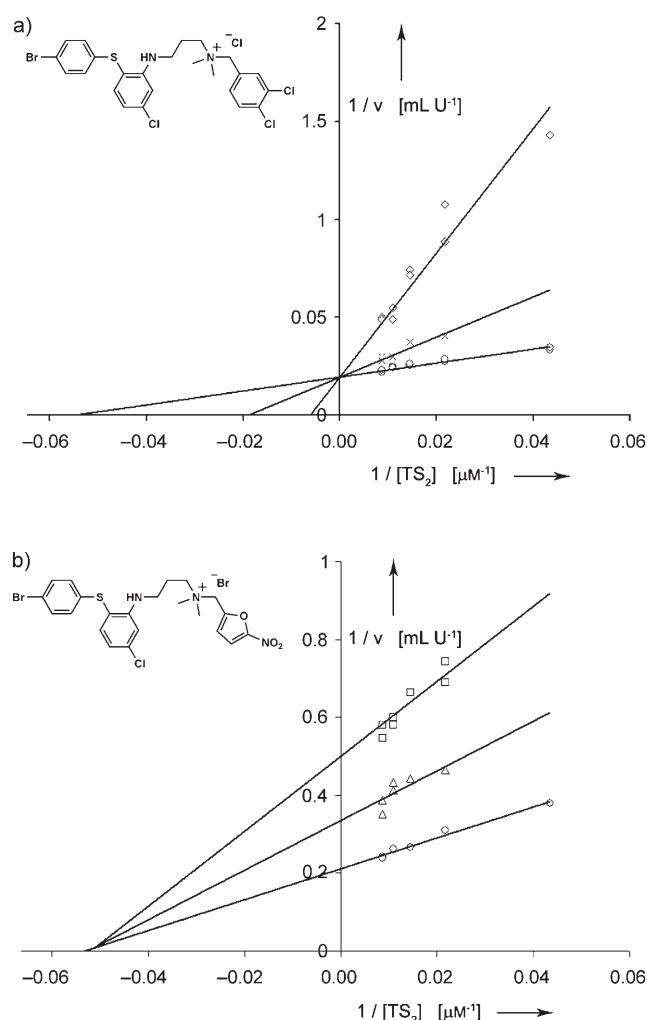 a)
2
−Cl
Br
S
HN
N
+
Cl
Cl
Cl
1 / v [mL U-1]
1.5
1
0.05
0
−0.06
−0.04
−0.02
0.00
0.02
0.04
0.06
1 / [TS2] [µM-1]
b)
1
−Br
Br
S
HN
N
+
O
NO2
Cl
1 / v [mL U-1]
0.8
0.6
0.4
0.2
0
−0.06
−0.04
−0.02
0.00
0.02
0.04
0.06
1 / [TS2] [µM-1]